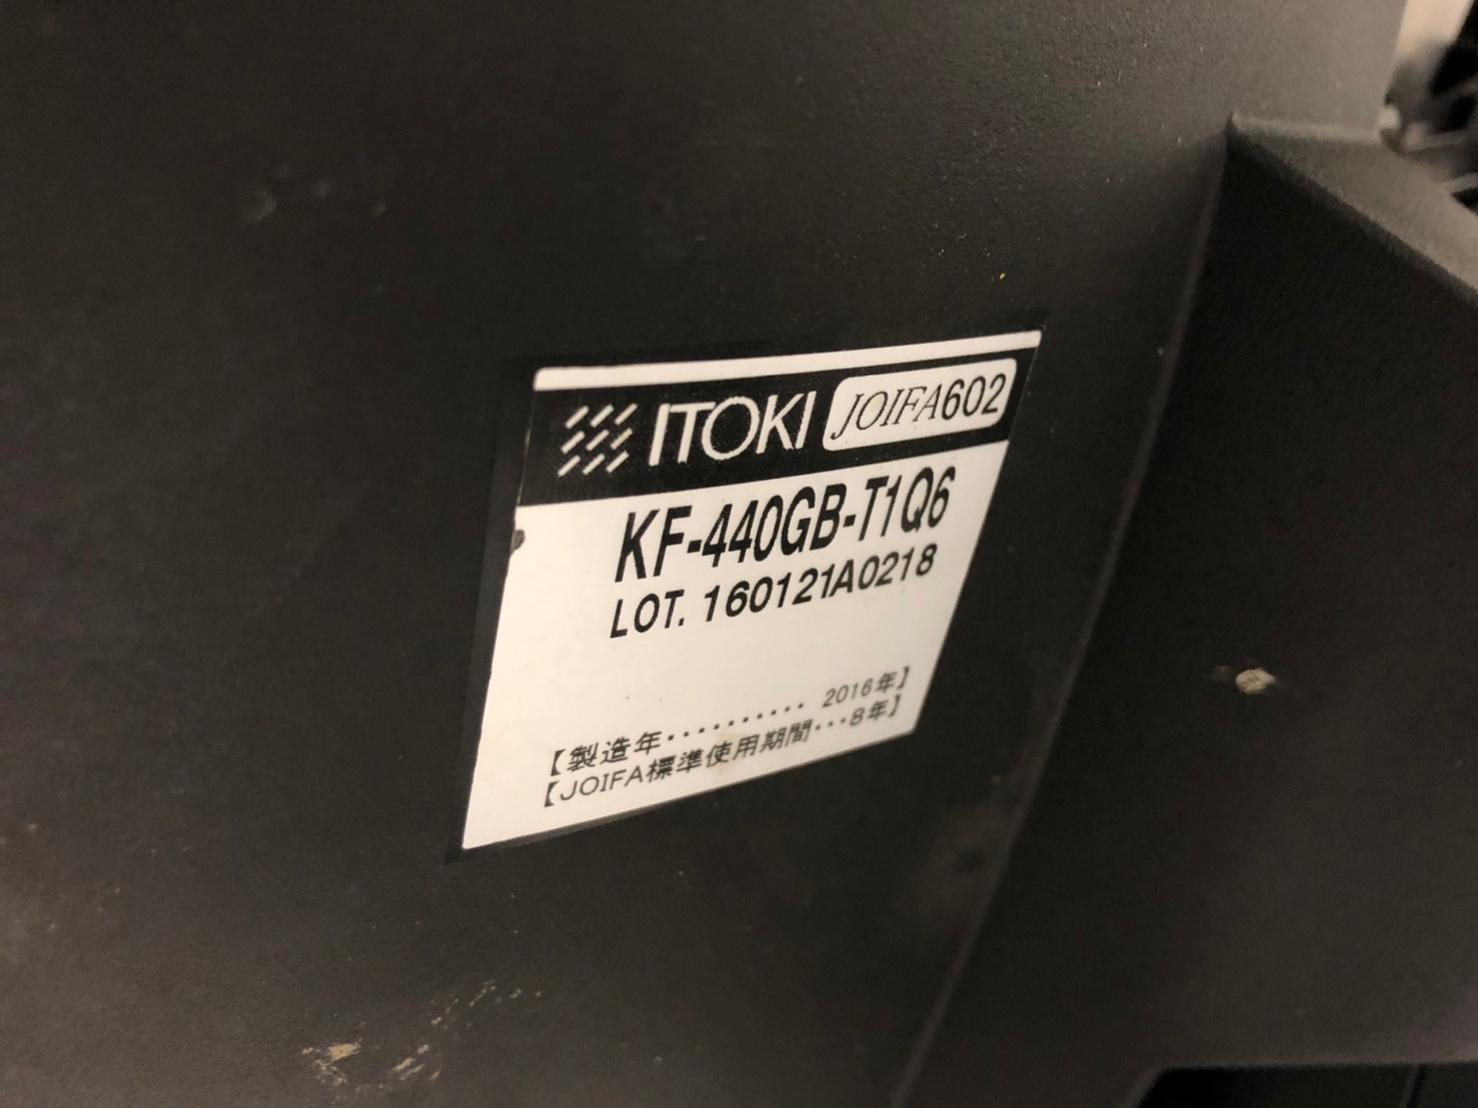 ITOKI JOIFA602
KF-440GB-T1Q6
LOT. 160121A0218
【製造年・・・・・・・・・・ 2016年】
【JOIFA標準使用期間・・・8年】